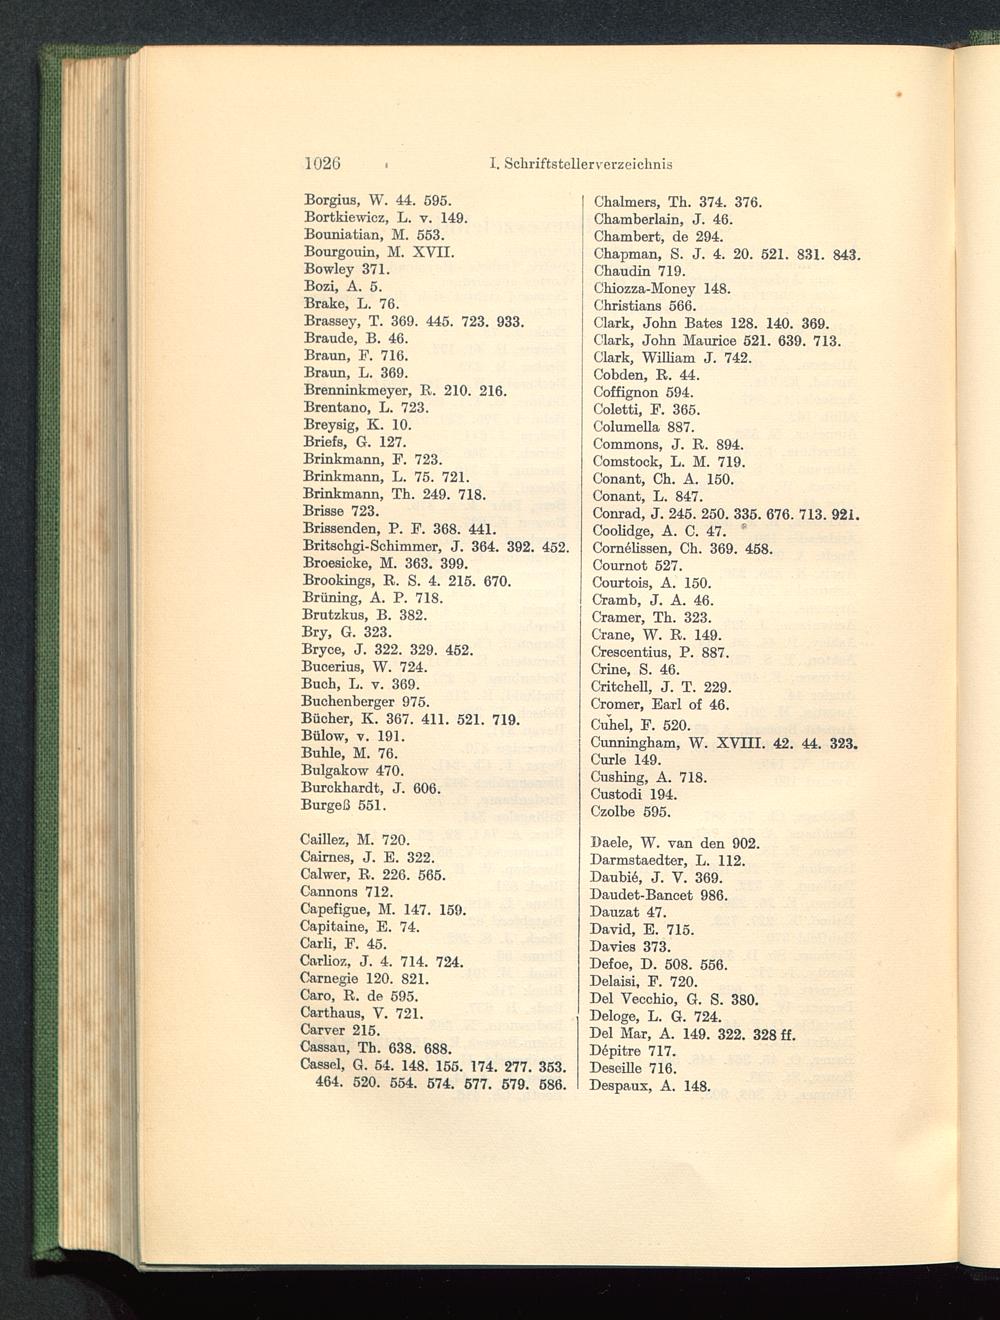 1026
I. Schriftstellerverzeichnis
Borgius, W. 44. 595.
Bortkiewicz, L. v. 149.
Bouniatian, M. 553.
Bourgouin, M. XVII.
Bowley 371.
Bozi, A. 5.
Brake, L. 76.
Brassey, T. 369. 445. 723. 933.
Braude, B. 46.
Braun, F. 716.
Braun, L. 369.
Brenninkmeyer, R. 210. 216.
Brentano, L. 723.
Breysig, K. 10.
Briefs, G. 127.
Brinkmann, F. 723.
Brinkmann, L. 75. 721.
Brinkmann, Th. 249. 718.
Brisse 723.
Brissenden, P. F. 368. 441.
Britschgi-Schimmer, J. 364. 392. 452.
Broesicke, M. 363. 399.
Brookings, R. S. 4. 215. 670.
Brüning, A. P. 718.
Brutzkus, B. 382.
Bry, G. 323.
Bryce, J. 322. 329. 452.
Bucerius, W. 724.
Buch, L. v. 369.
Buchenberger 975.
Bücher, K. 367. 411. 521. 719.
Bülow, v. 191.
Buhle, M. 76.
Bulgakow 470.
Burckhardt, J. 606.
Burgeß 551.
Caillez, M. 720.
Cairnes, J. E. 322.
Calwer, R. 226. 565.
Cannons 712.
Capefigue, M. 147. 159.
Capitaine, E. 74.
Carli, F. 45.
Carlioz, J. 4. 714. 724.
Carnegie 120. 821.
Caro, R. de 595.
Carthaus, V. 721.
Carver 215.
Cassau, Th. 638. 688.
Cassel, G. 54. 148. 155. 174. 277. 353.
464. 520. 554. 574. 577. 579. 586.
Chalmers, Th. 374. 376.
Chamberlain, J. 46.
Chambert, de 294.
Chapman, S. J. 4. 20. 521. 831. 843.
Chaudin 719.
Chiozza-Money 148.
Christians 566.
Clark, John Bates 128. 140. 369.
Clark, John Maurice 521. 639. 713.
Clark, William J. 742.
Cobden, R. 44.
Coffignon 594.
Coletti, F. 365.
Columella 887.
Commons, J. R. 894.
Comstock, L. M. 719.
Conant, Ch. A. 150.
Conant, L. 847.
Conrad, J. 245. 250. 335. 676. 713. 921.
Coolidge, A. C. 47.
Cornélissen, Ch. 369. 458.
Cournot 527.
Courtois, A. 150.
Cramb, J. A. 46.
Cramer, Th. 323.
Crane, W. R. 149.
Crescentius, P. 887.
Crine, S. 46.
Critchell, J. T. 229.
Cromer, Earl of 46.
Cuȟel, F. 520.
Cunningham, W. XVIII. 42. 44. 323.
Curle 149.
Cushing, A. 718.
Custodi 194.
Czolbe 595.
Daele, W. van den 902.
Darmstaedter, L. 112.
Daubié, J. V. 369.
Daudet-Bancet 986.
Dauzat 47.
David, E. 715.
Davies 373.
Defoe, D. 508. 556.
Delaisi, F. 720.
Del Vecchio, G. S. 380.
Deloge, L. G. 724.
Del Mar, A. 149. 322. 328 ff.
Dépitre 717.
Deseille 716.
Despaux, A. 148.